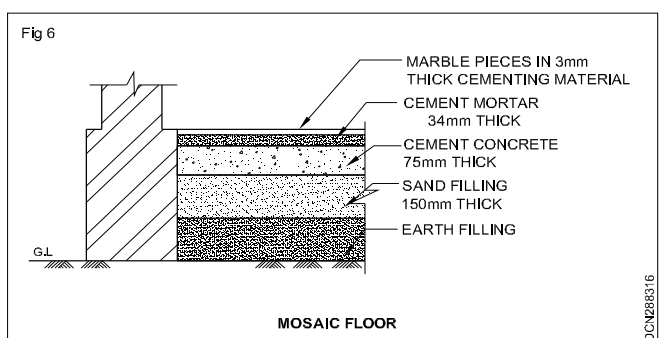 Fig 6
MARBLE PIECES IN 3mm
THICK CEMENTING MATERIAL
CEMENT MORTAR
34mm THICK
CEMENT CONCRETE
75mm THICK
SAND FILLING
150mm THICK
EARTH FILLING
G.L
MOSAIC FLOOR
DCN288316